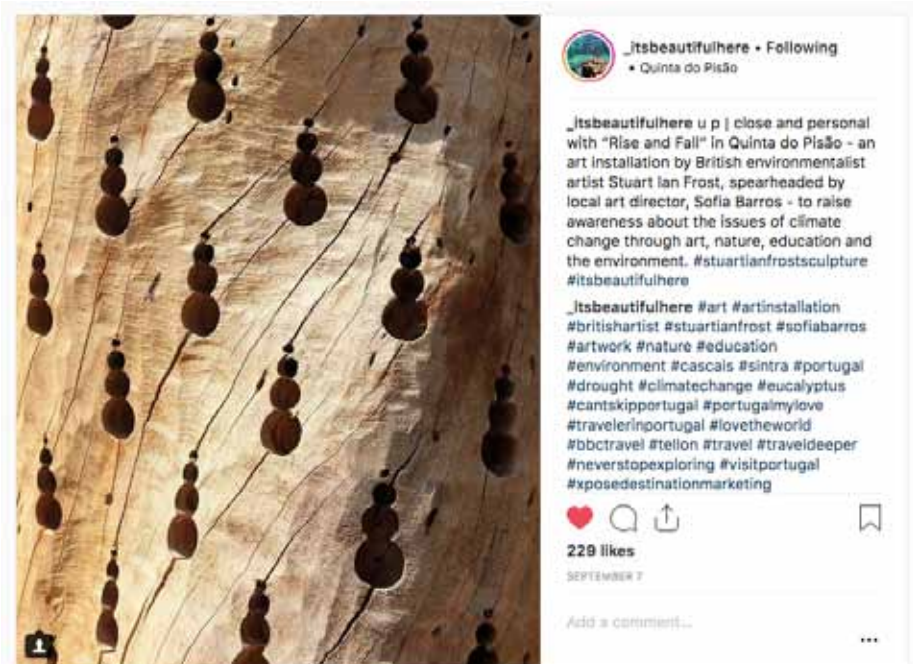 _itsbeautifulhere • Following
• Quinta do Pisão
_itsbeautifulhere u p | close and personal
with "Rise and Fall" in Quinta do Pisão - an
art installation by British environmentalist
artist Stuart Ian Frost, spearheaded by
local art director, Sofia Barros - to raise
awareness about the issues of climate
change through art, nature, education and
the environment. #stuartianfrostsculpture
#itsbeautifulhere
_itsbeautifulhere #art #artinstallation
#britishartist #stuartianfrost #sofiabarros
#artwork #nature #education
#environment #cascais #sintra #portugal
#drought #climatechange #eucalyptus
#cantskipportugal #portugalmylove
#travelerinportugal #lovetheworld
#bbctravel #tellon #travel #traveldeeper
#neverstopexploring #visitportugal
#xposedestinationmarketing
229 likes
SEPTEMBER 7
Add a comment...